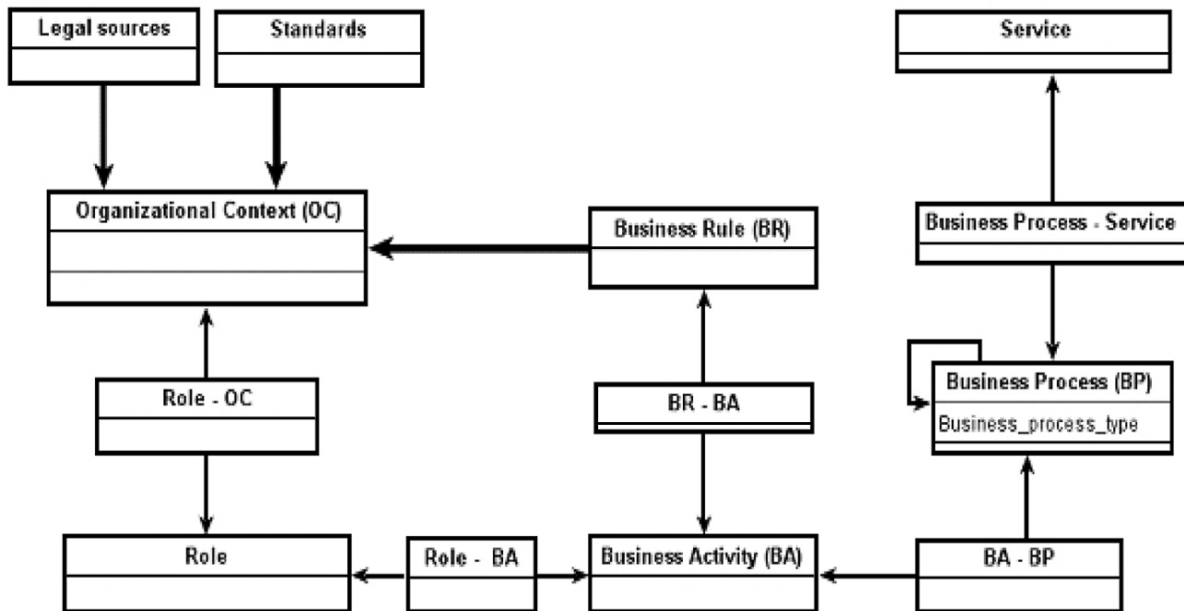 Legal sources
Standards
Service
Organizational Context (OC)
Business Rule (BR)
Business Process - Service
Role - OC
BR - BA
Business Process (BP)
Business_process_type
Role
Role - BA
Business Activity (BA)
BA - BP